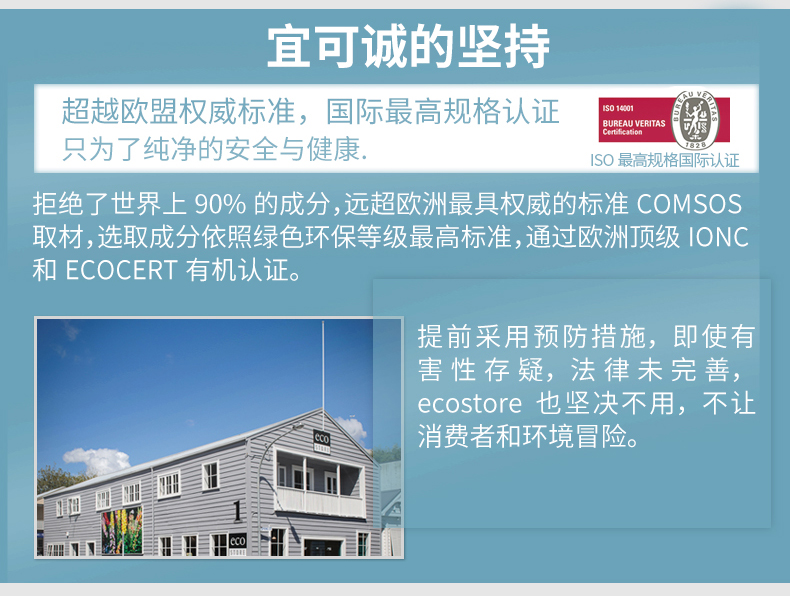 宜可诚的坚持
超越欧盟权威标准，国际最高规格认证
只为了纯净的安全与健康.
ISO 14001
BUREAU VERITAS
Certification
BUREAU VERITAS
1828
ISO 最高规格国际认证
拒绝了世界上 90% 的成分，远超欧洲最具权威的标准 COMSOS
取材，选取成分依照绿色环保等级最高标准，通过欧洲顶级 IONC
和 ECOCERT 有机认证。
提前采用预防措施，即使有
害性存疑，法律未完善，
ecostore 也坚决不用，不让
消费者和环境冒险。
eco
STORE
1
eco
STORE